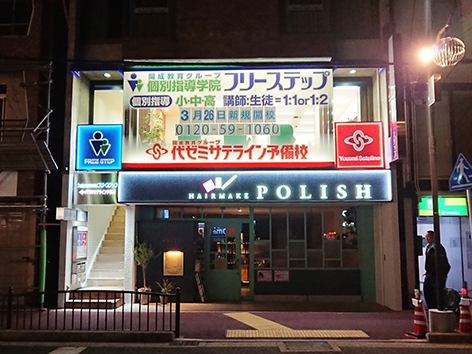 開成教育グループ
個別指導学院 フリーステップ
個別指導 小・中・高 講師:生徒=1:1or1:2
3月26日新規開校
0120-59-1060
開成教育グループ
代ゼミサテライン予備校
FREE STEP
Yozemi Sateline
HAIRMAKE POLISH